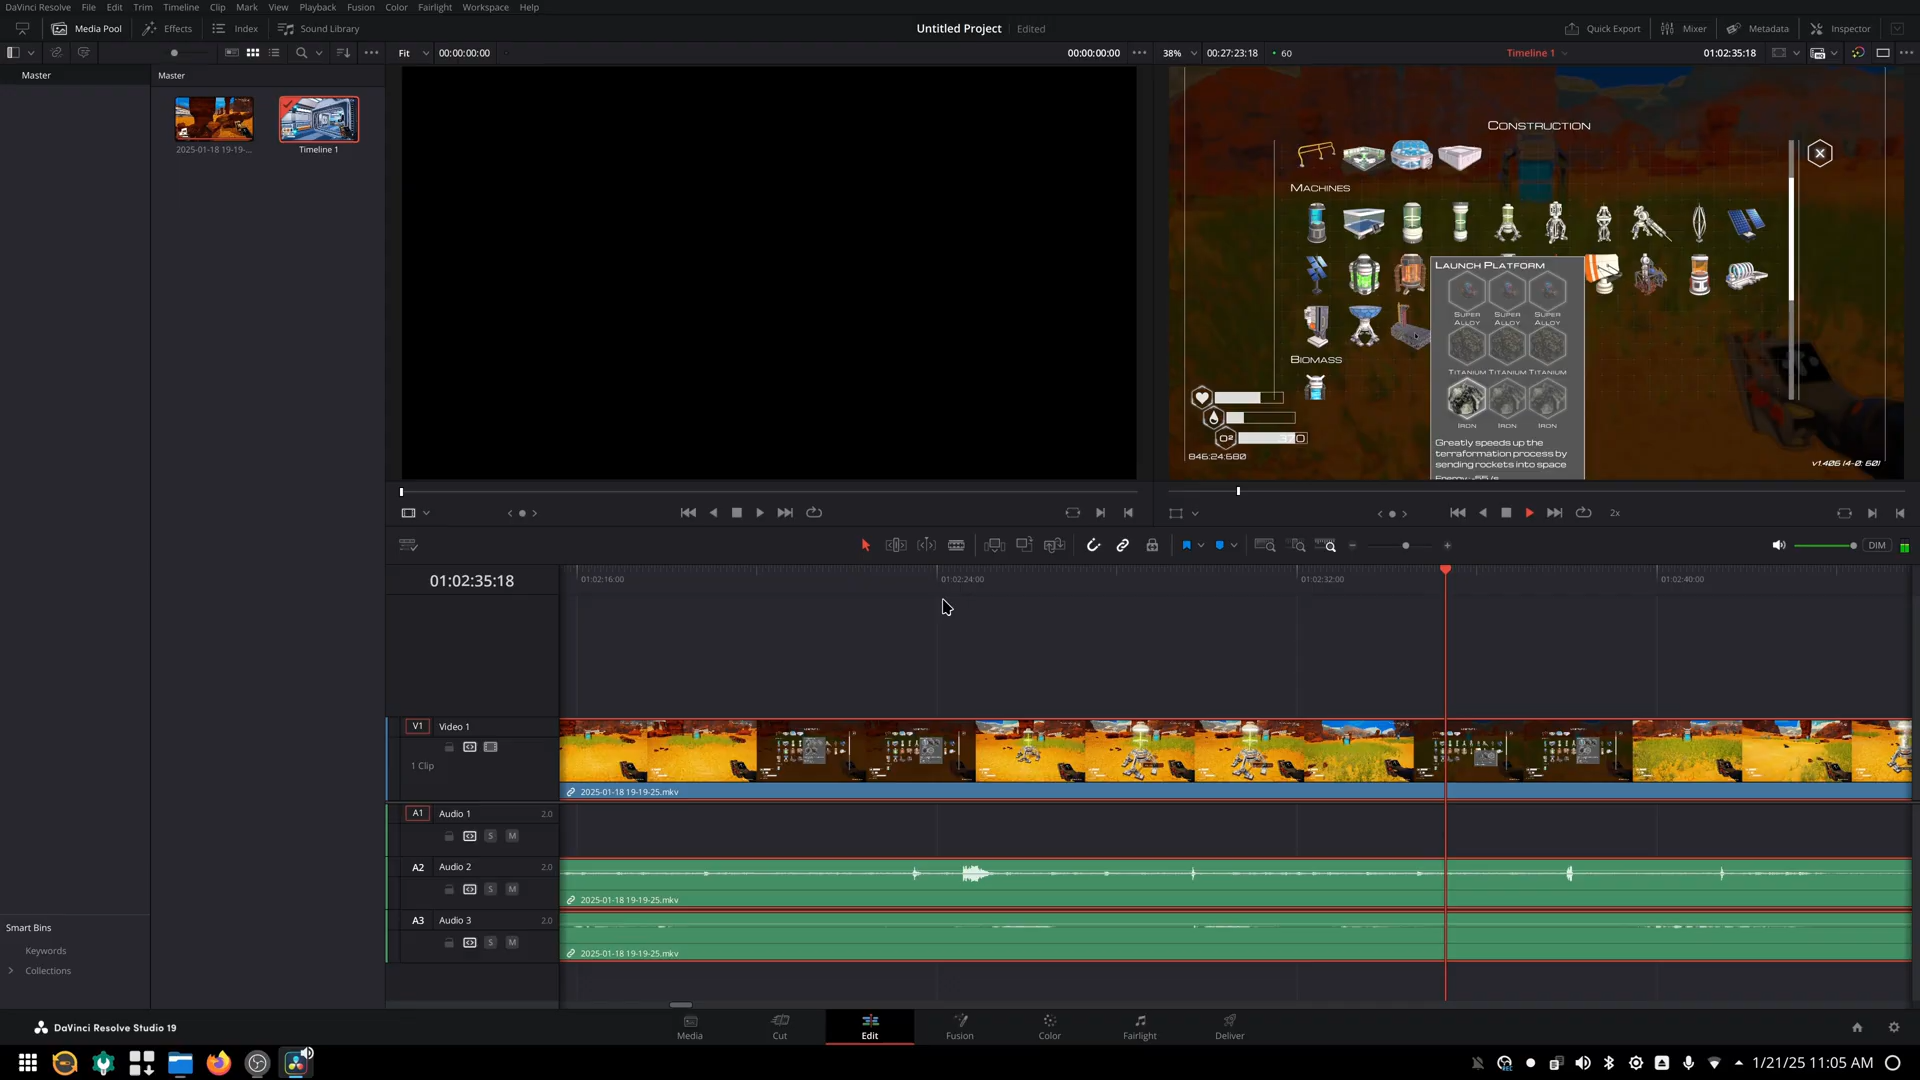 DaVinci Resolve File Edit Trim Timeline Clip Mark View Playback Fusion Color Fairlight Workspace Help
Media Pool Effects Index Sound Library
Untitled Project Edited
Quick Export Mixer Metadata Inspector
Fit 00:00:00:00
00:00:00:00
38% 00:27:23:18 60
Timeline 1
01:02:35:18
Master
Master
2025-01-18 19-19-...
Timeline 1
Construction
Machines
Launch Platform
Super Alloy Super Alloy Super Alloy
Titanium Titanium Titanium
Iron Iron Iron
Greatly speeds up the
terraformation process by
sending rockets into space
Biomass
O2
846:24:680
v1.406 (4-0: 60)
2x
DIM
01:02:35:18
01:02:16:00
01:02:24:00
01:02:32:00
01:02:40:00
V1 Video 1
1 Clip
2025-01-18 19-19-25.mkv
A1 Audio 1 2.0
S M
A2 Audio 2 2.0
S M
2025-01-18 19-19-25.mkv
A3 Audio 3 2.0
S M
2025-01-18 19-19-25.mkv
Smart Bins
Keywords
Collections
DaVinci Resolve Studio 19
Media Cut Edit Fusion Color Fairlight Deliver
1/21/25 11:05 AM